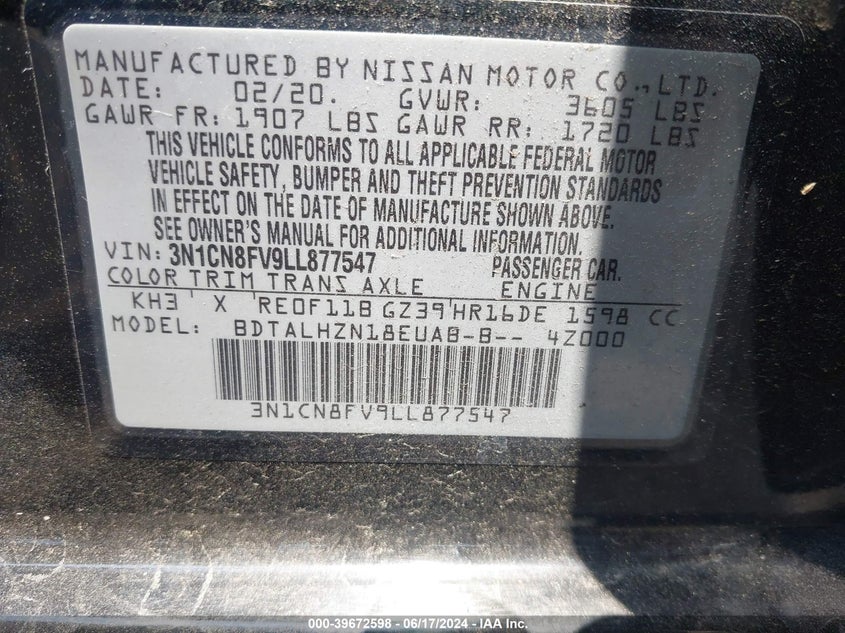 MANUFACTURED BY NISSAN MOTOR CO., LTD.
DATE: 02/20. GVWR: 3605 LBS
GAWR FR: 1907 LBS GAWR RR: 1720 LBS
THIS VEHICLE CONFORMS TO ALL APPLICABLE FEDERAL MOTOR
VEHICLE SAFETY, BUMPER AND THEFT PREVENTION STANDARDS
IN EFFECT ON THE DATE OF MANUFACTURE SHOWN ABOVE.
SEE OWNER'S MANUAL FOR ADDITIONAL INFORMATION.
VIN: 3N1CN8FV9LL877547 PASSENGER CAR.
COLOR TRIM TRANS AXLE ENGINE
KH3 X RE0F11B GZ39 HR16DE 1598 CC
MODEL: BDTALHZN18EUAB-B-- 4Z000
3N1CN8FV9LL877547
000-39672598 - 06/17/2024 - IAA Inc.